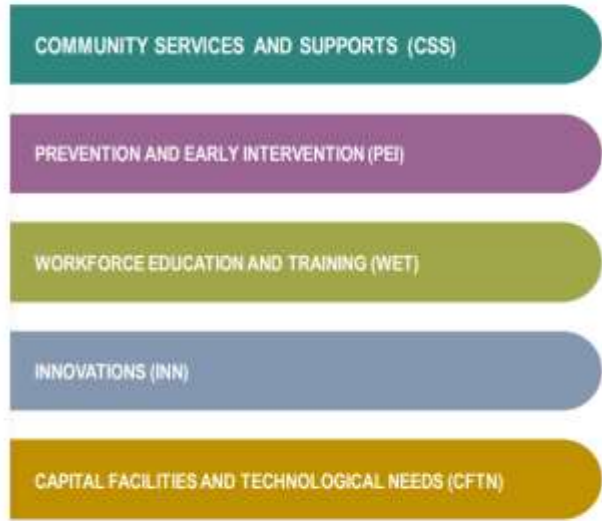 COMMUNITY SERVICES AND SUPPORTS (CSS)
PREVENTION AND EARLY INTERVENTION (PEI)
WORKFORCE EDUCATION AND TRAINING (WET)
INNOVATIONS (INN)
CAPITAL FACILITIES AND TECHNOLOGICAL NEEDS (CFTN)